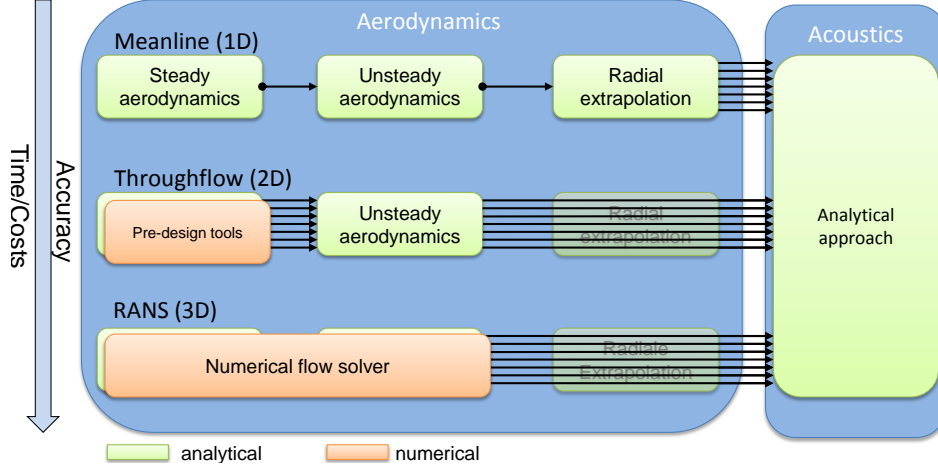 Aerodynamics
Acoustics
Meanline (1D)
Steady
aerodynamics
Unsteady
aerodynamics
Radial
extrapolation
Throughflow (2D)
Pre-design tools
Unsteady
aerodynamics
Radial
extrapolation
Analytical
approach
RANS (3D)
Numerical flow solver
Radiale
Extrapolation
Time/Costs
Accuracy
analytical
numerical